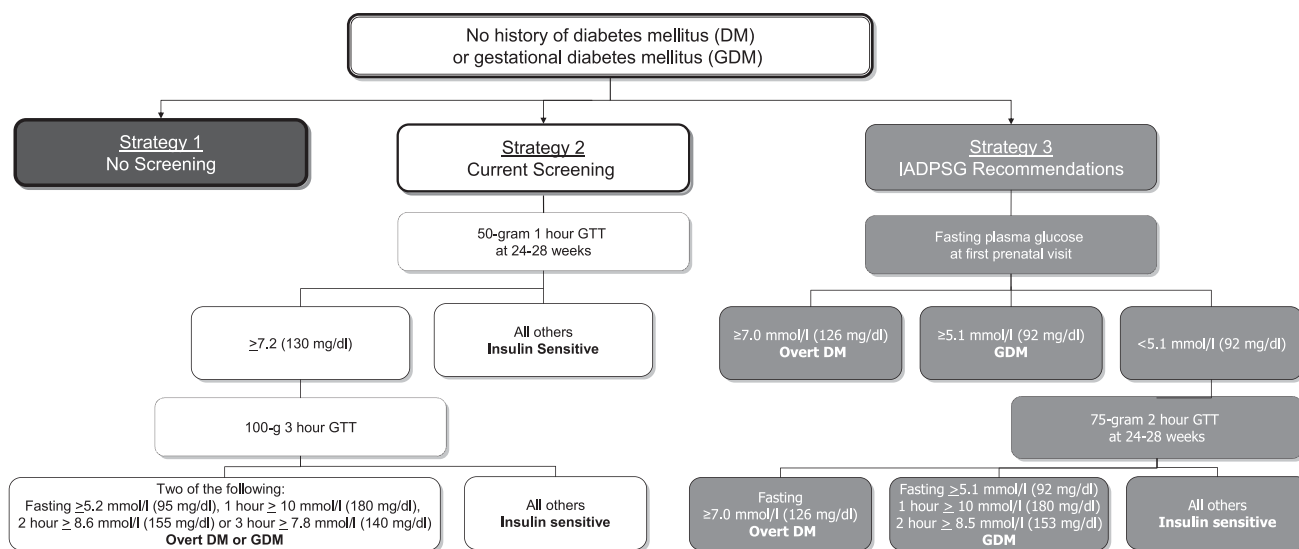 No history of diabetes mellitus (DM)
or gestational diabetes mellitus (GDM)
Strategy 1
No Screening
Strategy 2
Current Screening
Strategy 3
IADPSG Recommendations
50-gram 1 hour GTT
at 24-28 weeks
Fasting plasma glucose
at first prenatal visit
≥7.2 (130 mg/dl)
All others
Insulin Sensitive
≥7.0 mmol/l (126 mg/dl)
Overt DM
≥5.1 mmol/l (92 mg/dl)
GDM
<5.1 mmol/l (92 mg/dl)
100-g 3 hour GTT
75-gram 2 hour GTT
at 24-28 weeks
Two of the following:
Fasting ≥5.2 mmol/l (95 mg/dl), 1 hour ≥ 10 mmol/l (180 mg/dl),
2 hour ≥ 8.6 mmol/l (155 mg/dl) or 3 hour ≥ 7.8 mmol/l (140 mg/dl)
Overt DM or GDM
All others
Insulin sensitive
Fasting
≥7.0 mmol/l (126 mg/dl)
Overt DM
Fasting ≥5.1 mmol/l (92 mg/dl)
1 hour ≥ 10 mmol/l (180 mg/dl)
2 hour ≥ 8.5 mmol/l (153 mg/dl)
GDM
All others
Insulin sensitive